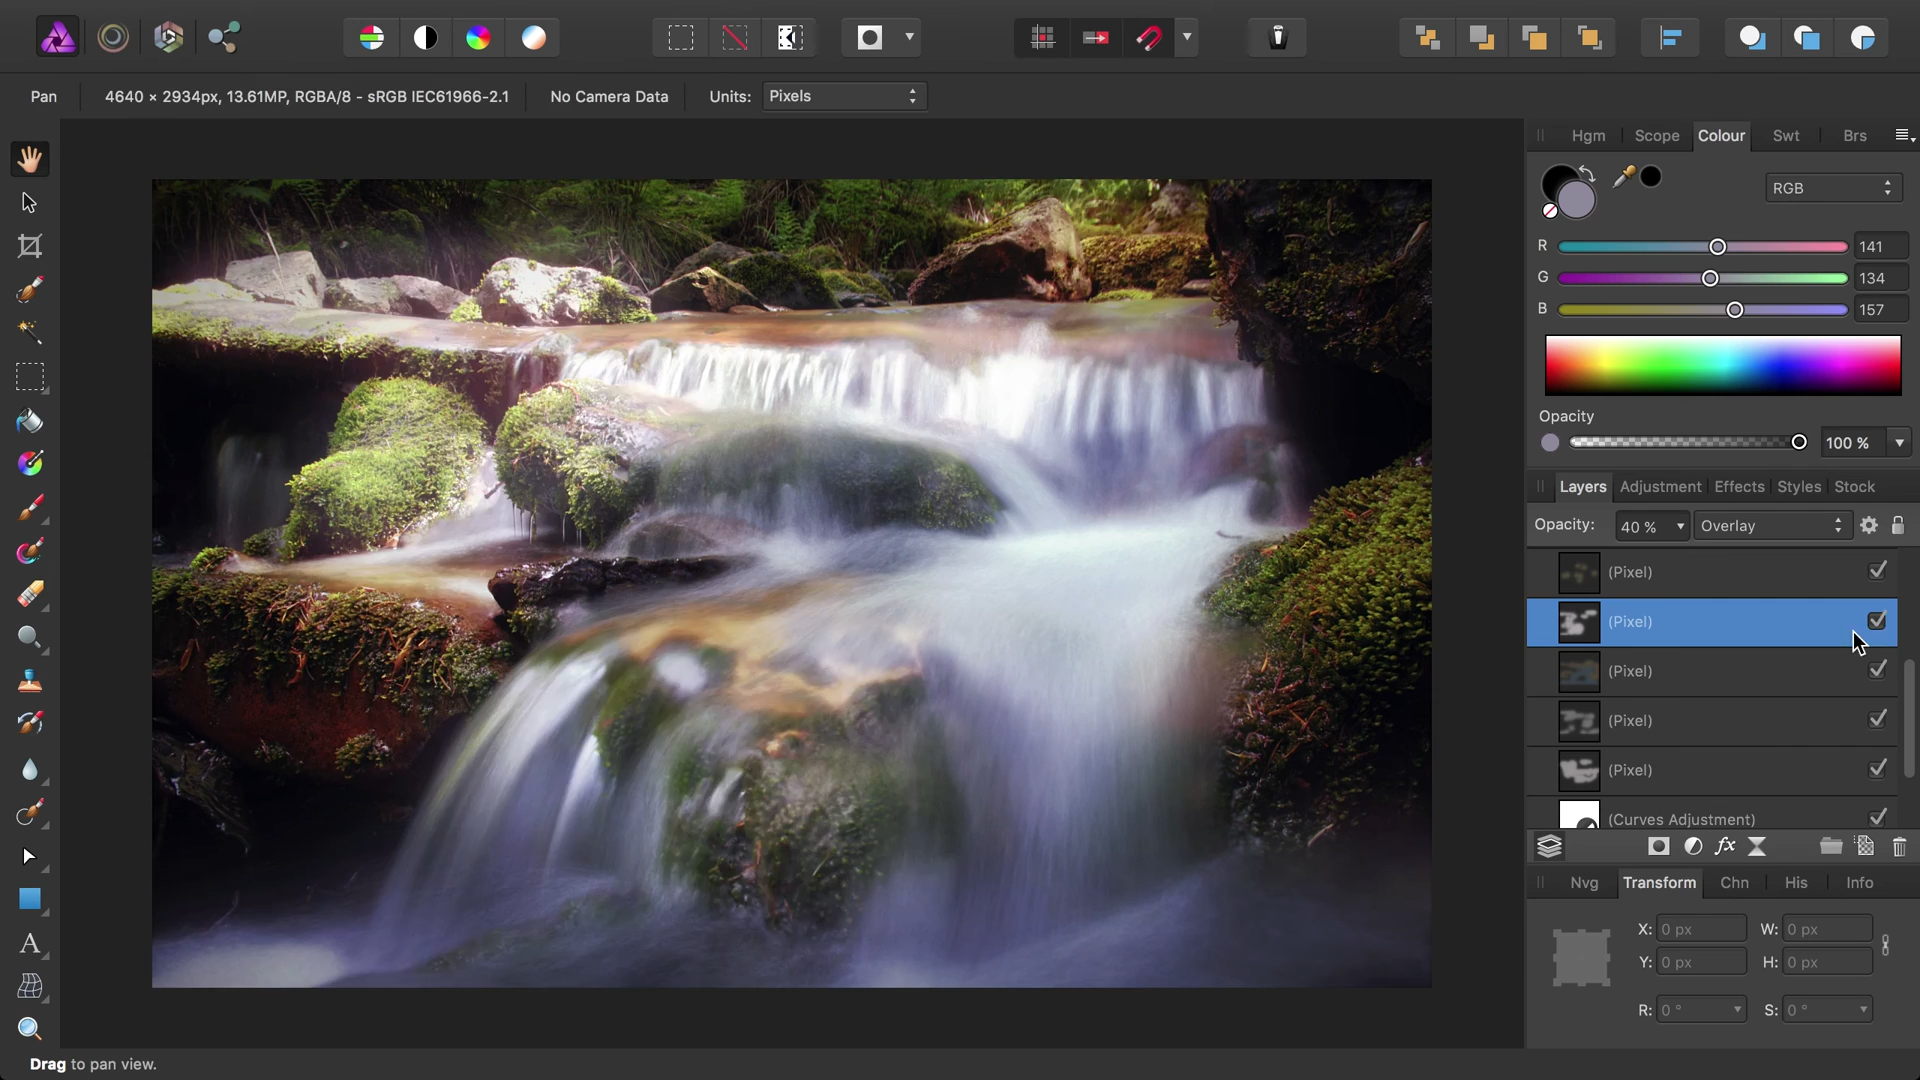 Pan
4640 × 2934px, 13.61MP, RGBA/8 - sRGB IEC61966-2.1
No Camera Data
Units: Pixels
Hgm Scope Colour Swt Brs
RGB
R 141
G 134
B 157
Opacity
100 %
Layers Adjustment Effects Styles Stock
Opacity: 40 % Overlay
(Pixel)
(Pixel)
(Pixel)
(Pixel)
(Pixel)
(Curves Adjustment)
fx
Nvg Transform Chn His Info
X: 0 px W: 0 px
Y: 0 px H: 0 px
R: 0 ° S: 0 °
A
Drag to pan view.